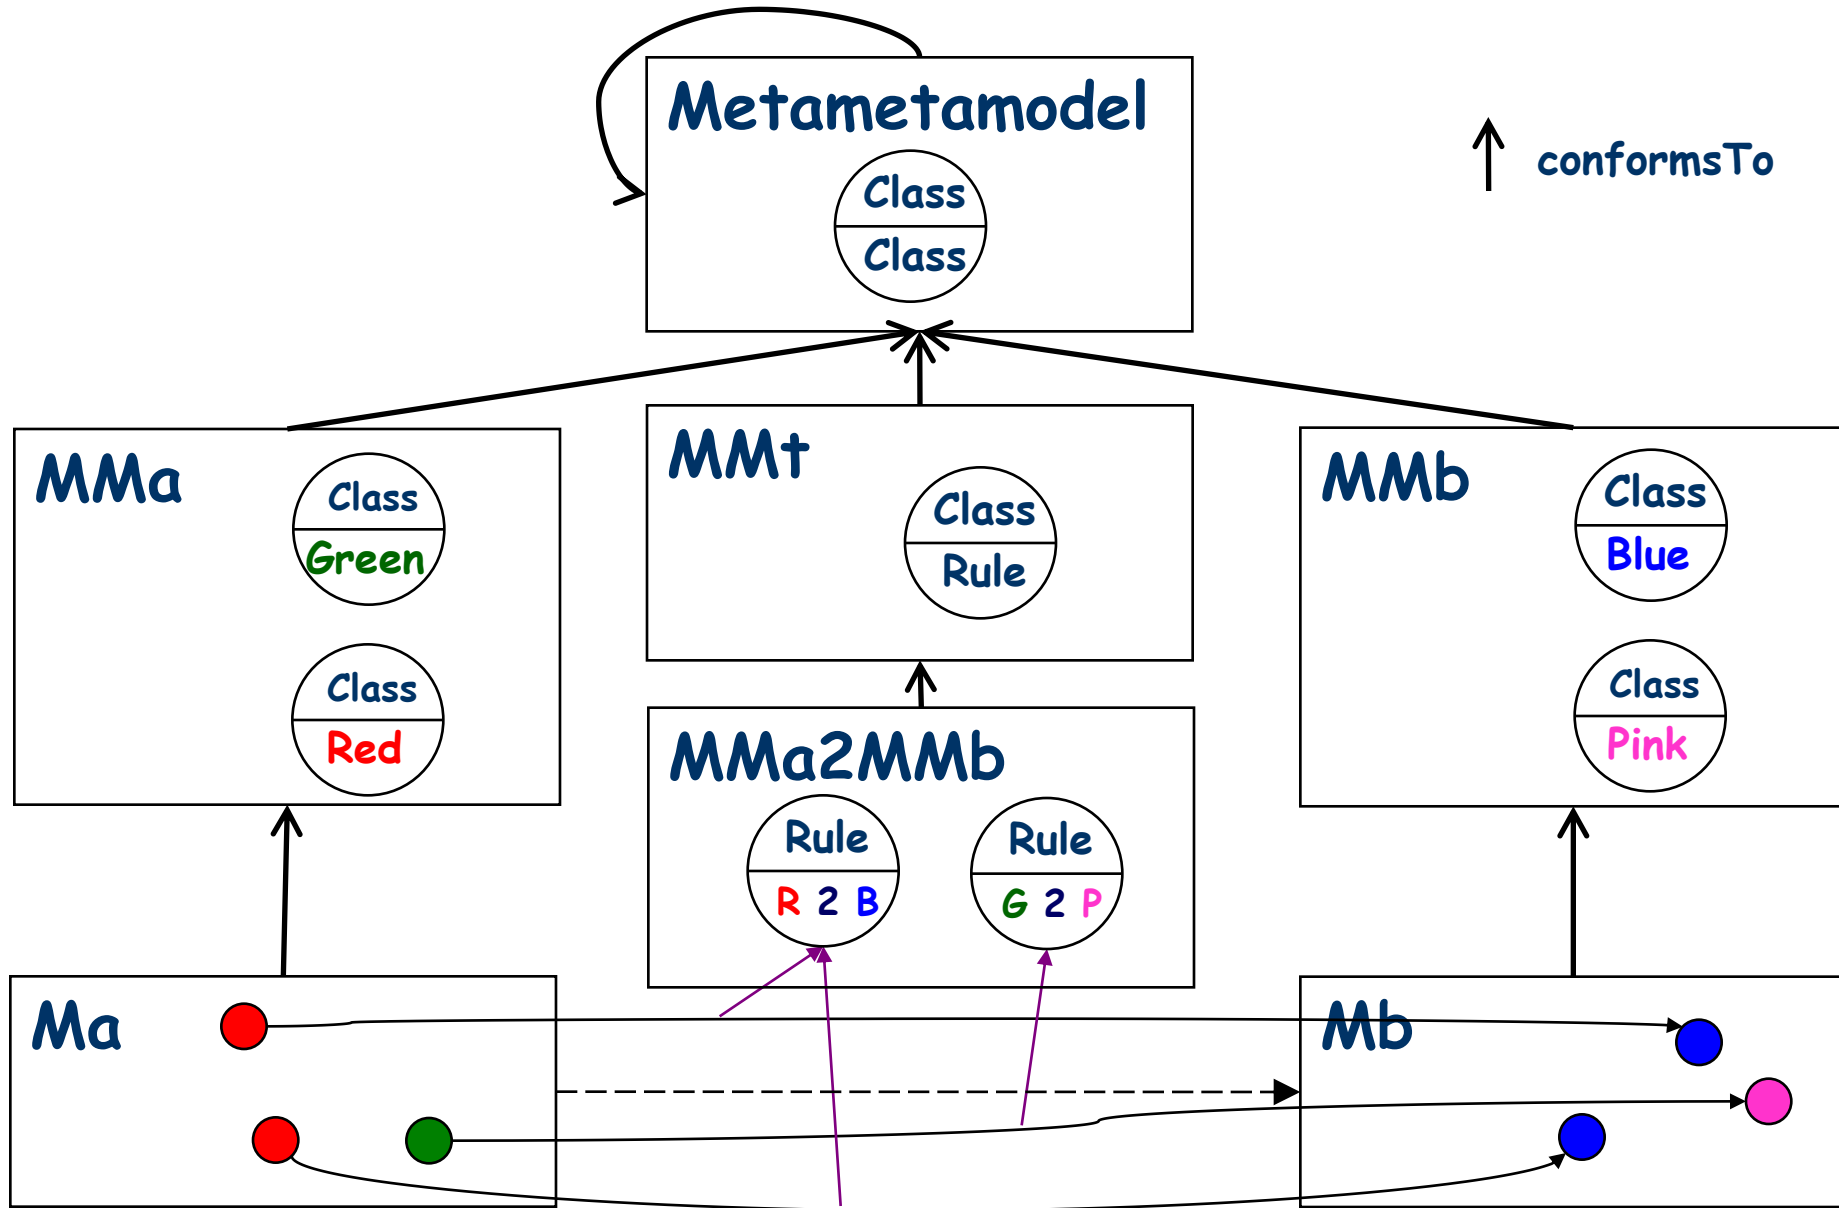 Metametamodel
Class
Class
conformsTo
MMa
Class
Green
Class
Red
MMt
Class
Rule
MMb
Class
Blue
Class
Pink
MMa2MMb
Rule
R 2 B
Rule
G 2 P
Ma
Mb